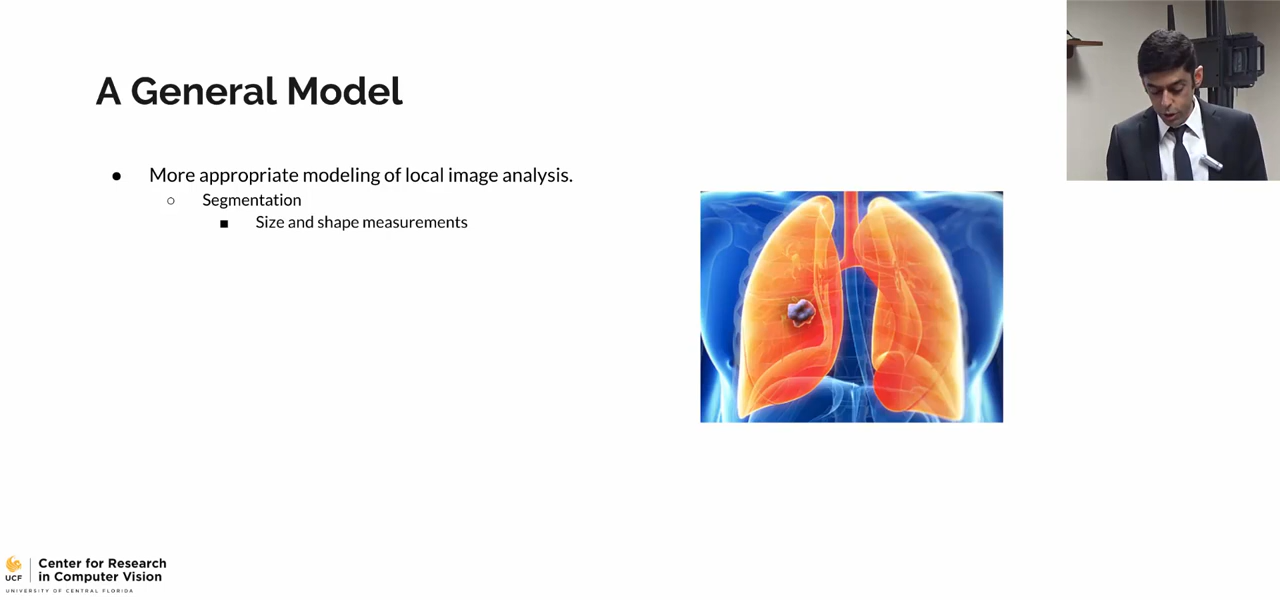 A General Model
● More appropriate modeling of local image analysis.
○ Segmentation
■ Size and shape measurements
UCF
Center for Research
in Computer Vision
UNIVERSITY OF CENTRAL FLORIDA